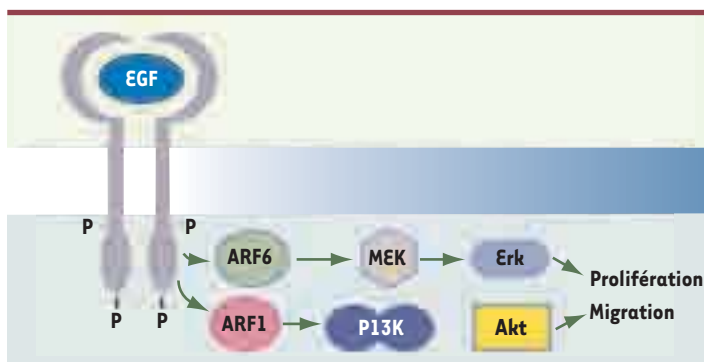 EGF
P P
ARF6 MEK Erk
Prolifération
P P ARF1 P13K Akt Migration